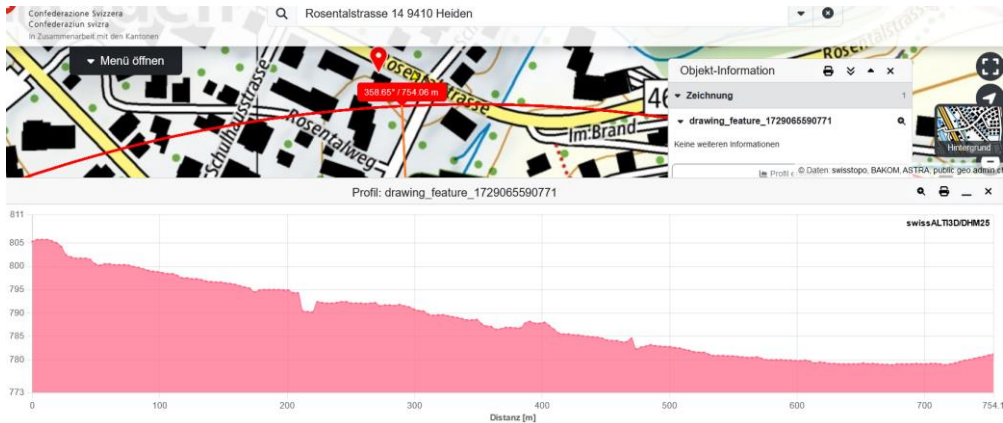 Confederazione Svizzera
Confederaziun svizra
In Zusammenarbeit mit den Kantonen
Rosentalstrasse 14 9410 Heiden
Menü öffnen
358.65° / 754.06 m
Rosentalstrasse
Rosental
Schulhausstrasse
Rosentalweg
Im Brand
46
Objekt-Information
Zeichnung 1
drawing_feature_1729065590771
Keine weiteren Informationen
Profil
© Daten: swisstopo, BAKOM, ASTRA, public.geo.admin.ch
Hintergrund
Profil: drawing_feature_1729065590771
swissALTI3D/DHM25
811
805
800
795
790
785
780
773
0 100 200 300 400 500 600 700 754.1
Distanz [m]